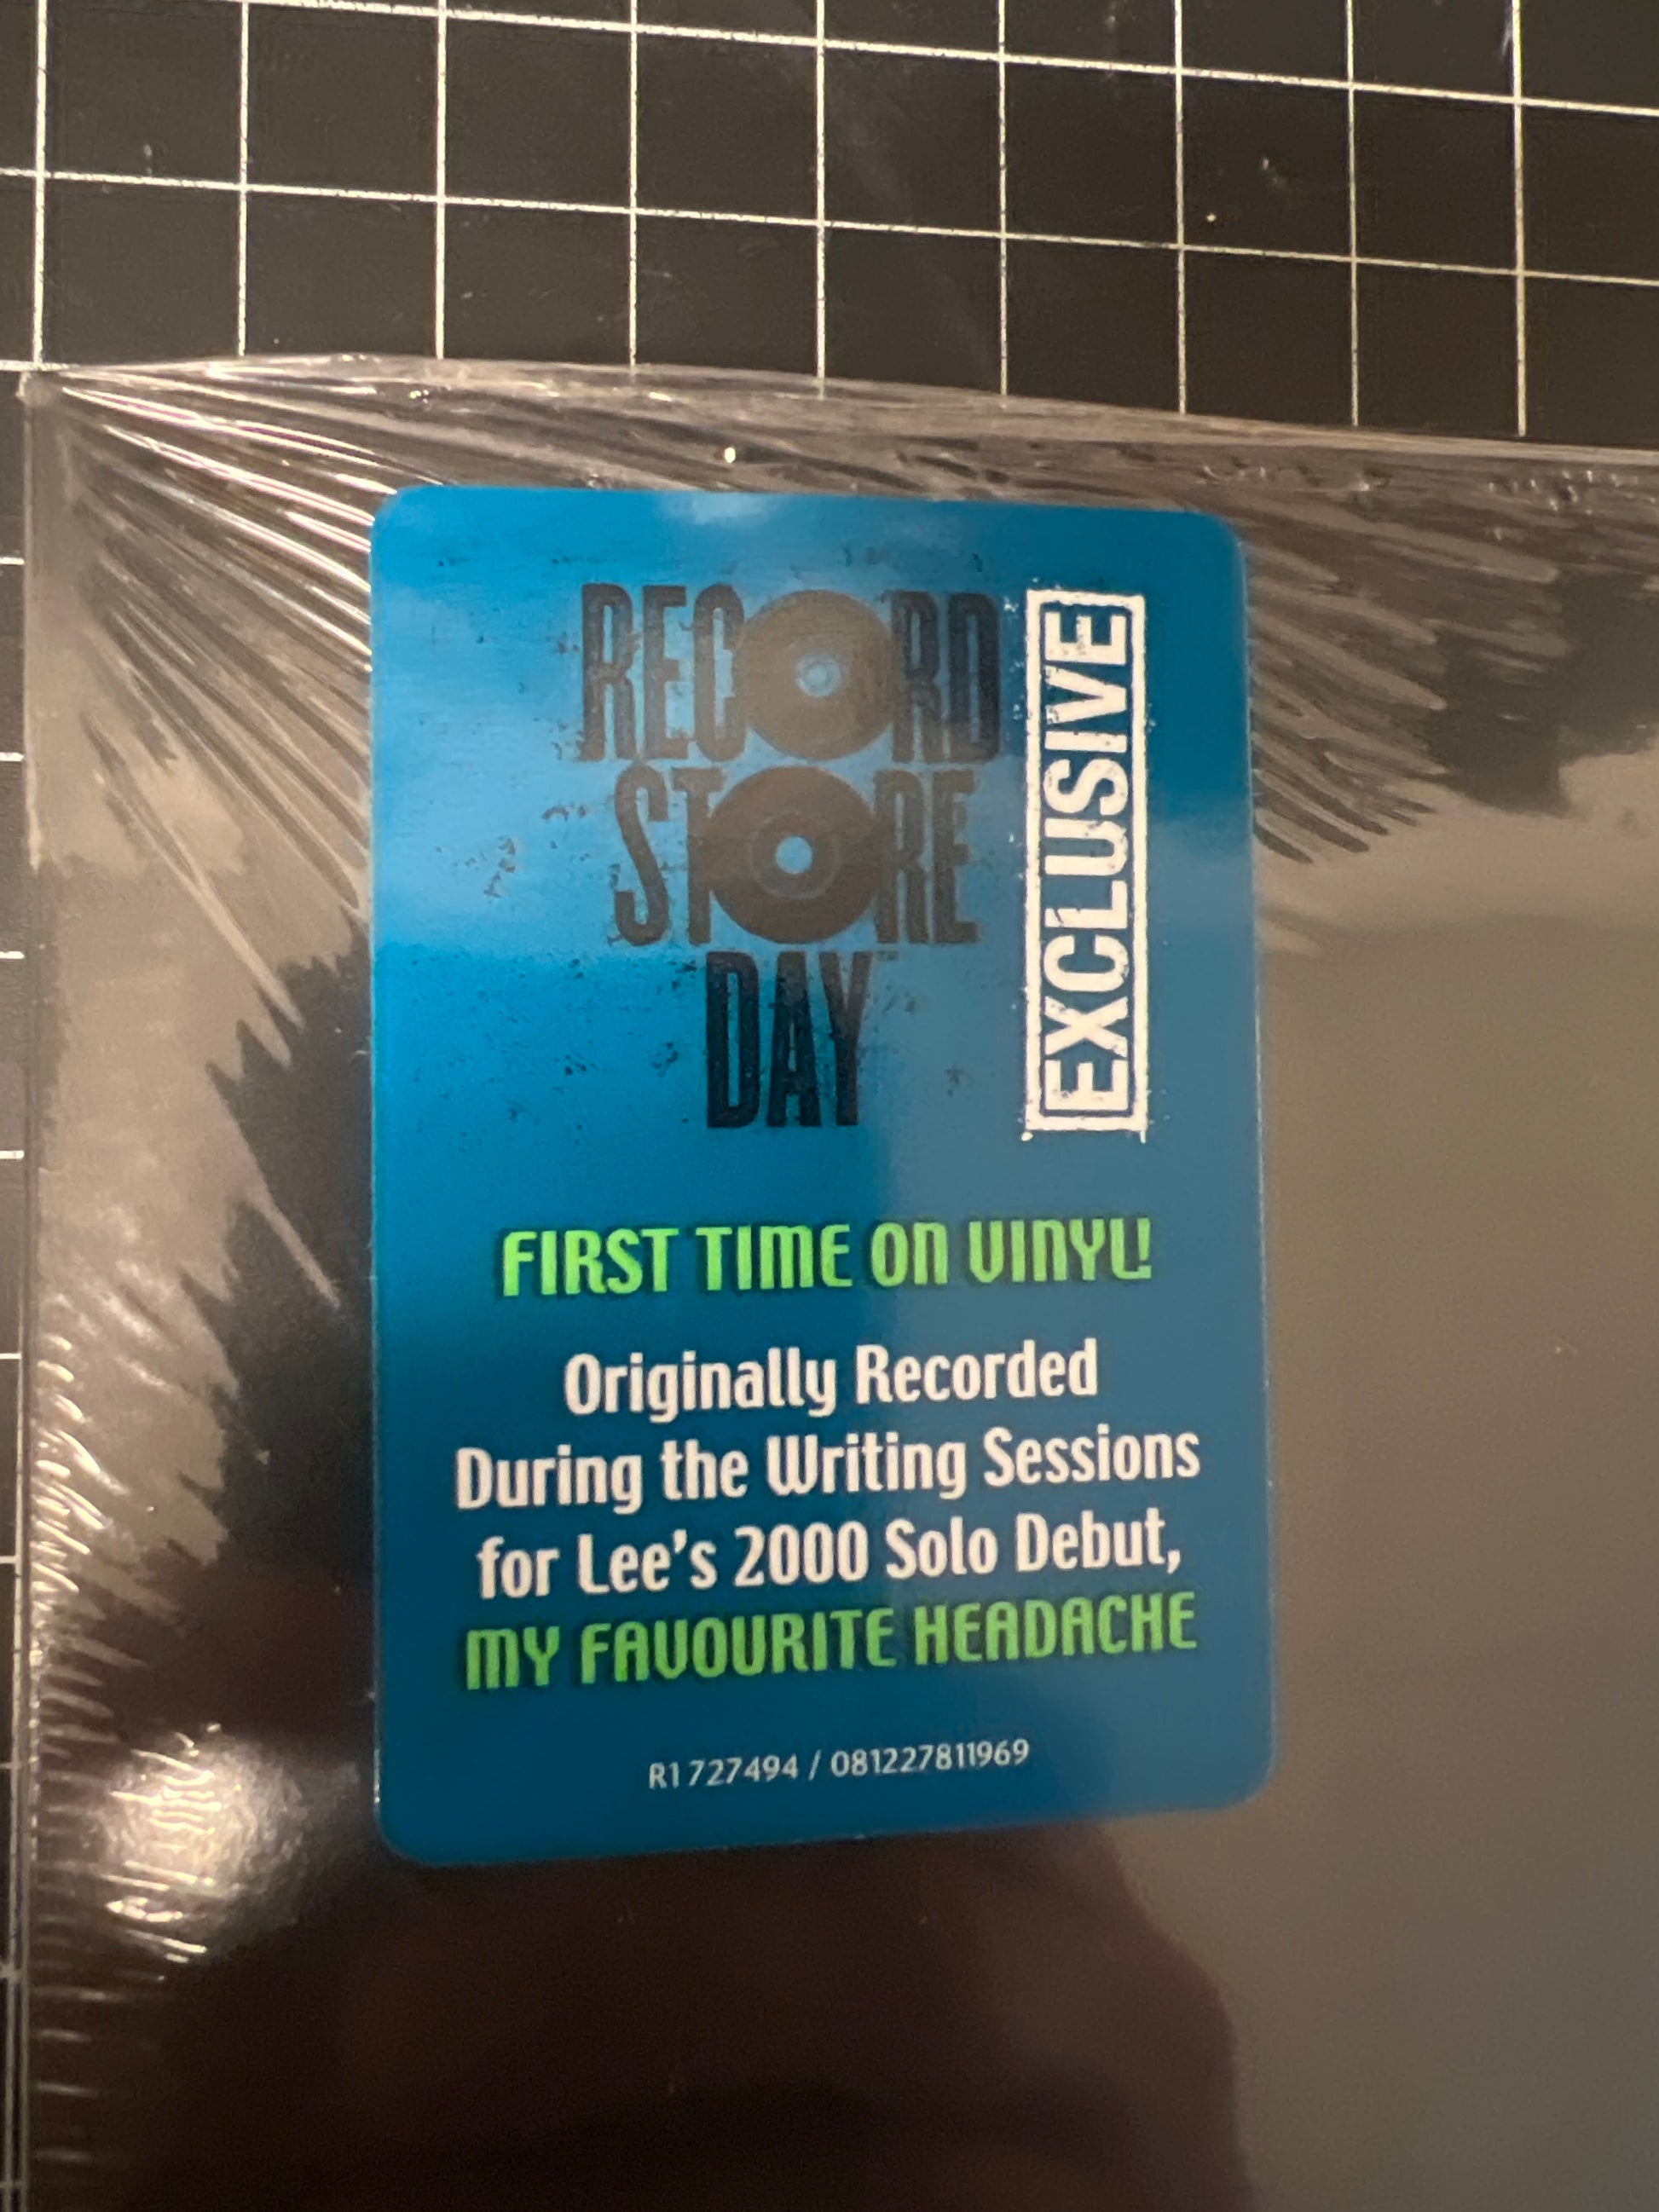 RECORD
STORE
DAY
EXCLUSIVE
FIRST TIME ON VINYL!
Originally Recorded
During the Writing Sessions
for Lee's 2000 Solo Debut,
MY FAVOURITE HEADACHE
R1 727494 / 081227811969